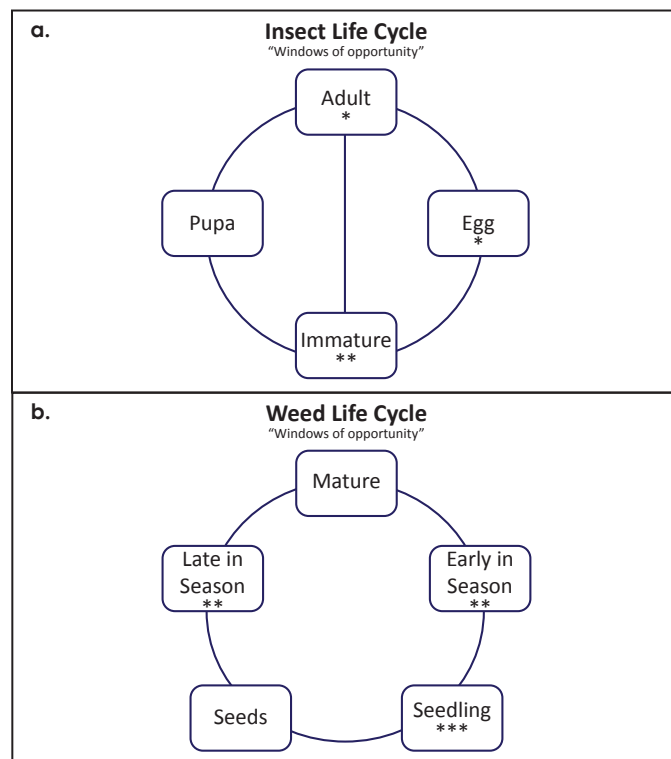 a.
Insect Life Cycle
“Windows of opportunity”
Adult
*
Pupa
Egg
*
Immature
**
b.
Weed Life Cycle
“Windows of opportunity”
Mature
Late in
Season
**
Early in
Season
**
Seeds
Seedling
***